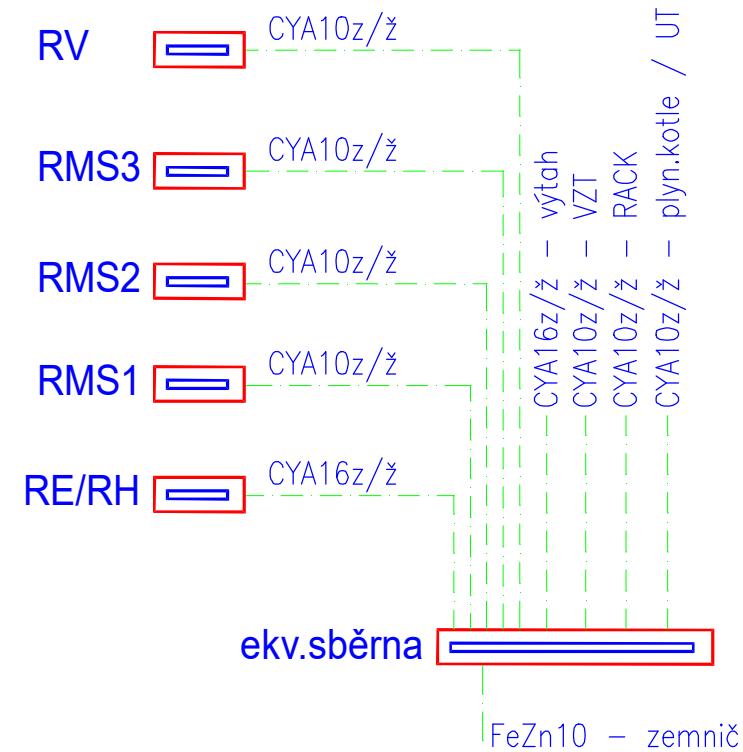 RV
CYA10z/ž
RMS3
CYA10z/ž
RMS2
CYA10z/ž
RMS1
CYA10z/ž
RE/RH
CYA16z/ž
CYA16z/ž – výtah
CYA10z/ž – VZT
CYA10z/ž – RACK
CYA10z/ž – plyn.kotle / UT
ekv.sběrna
FeZn10 – zemnič